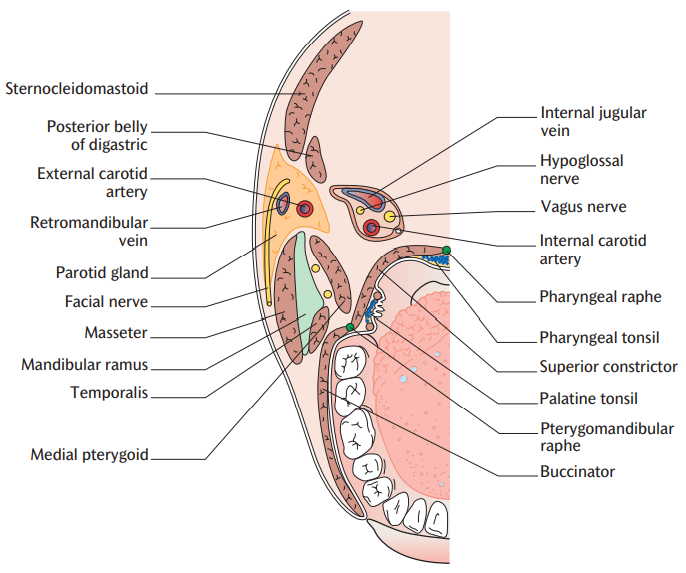 Sternocleidomastoid
Posterior belly
of digastric
External carotid
artery
Retromandibular
vein
Parotid gland
Facial nerve
Masseter
Mandibular ramus
Temporalis
Medial pterygoid
Internal jugular
vein
Hypoglossal
nerve
Vagus nerve
Internal carotid
artery
Pharyngeal raphe
Pharyngeal tonsil
Superior constrictor
Palatine tonsil
Pterygomandibular
raphe
Buccinator